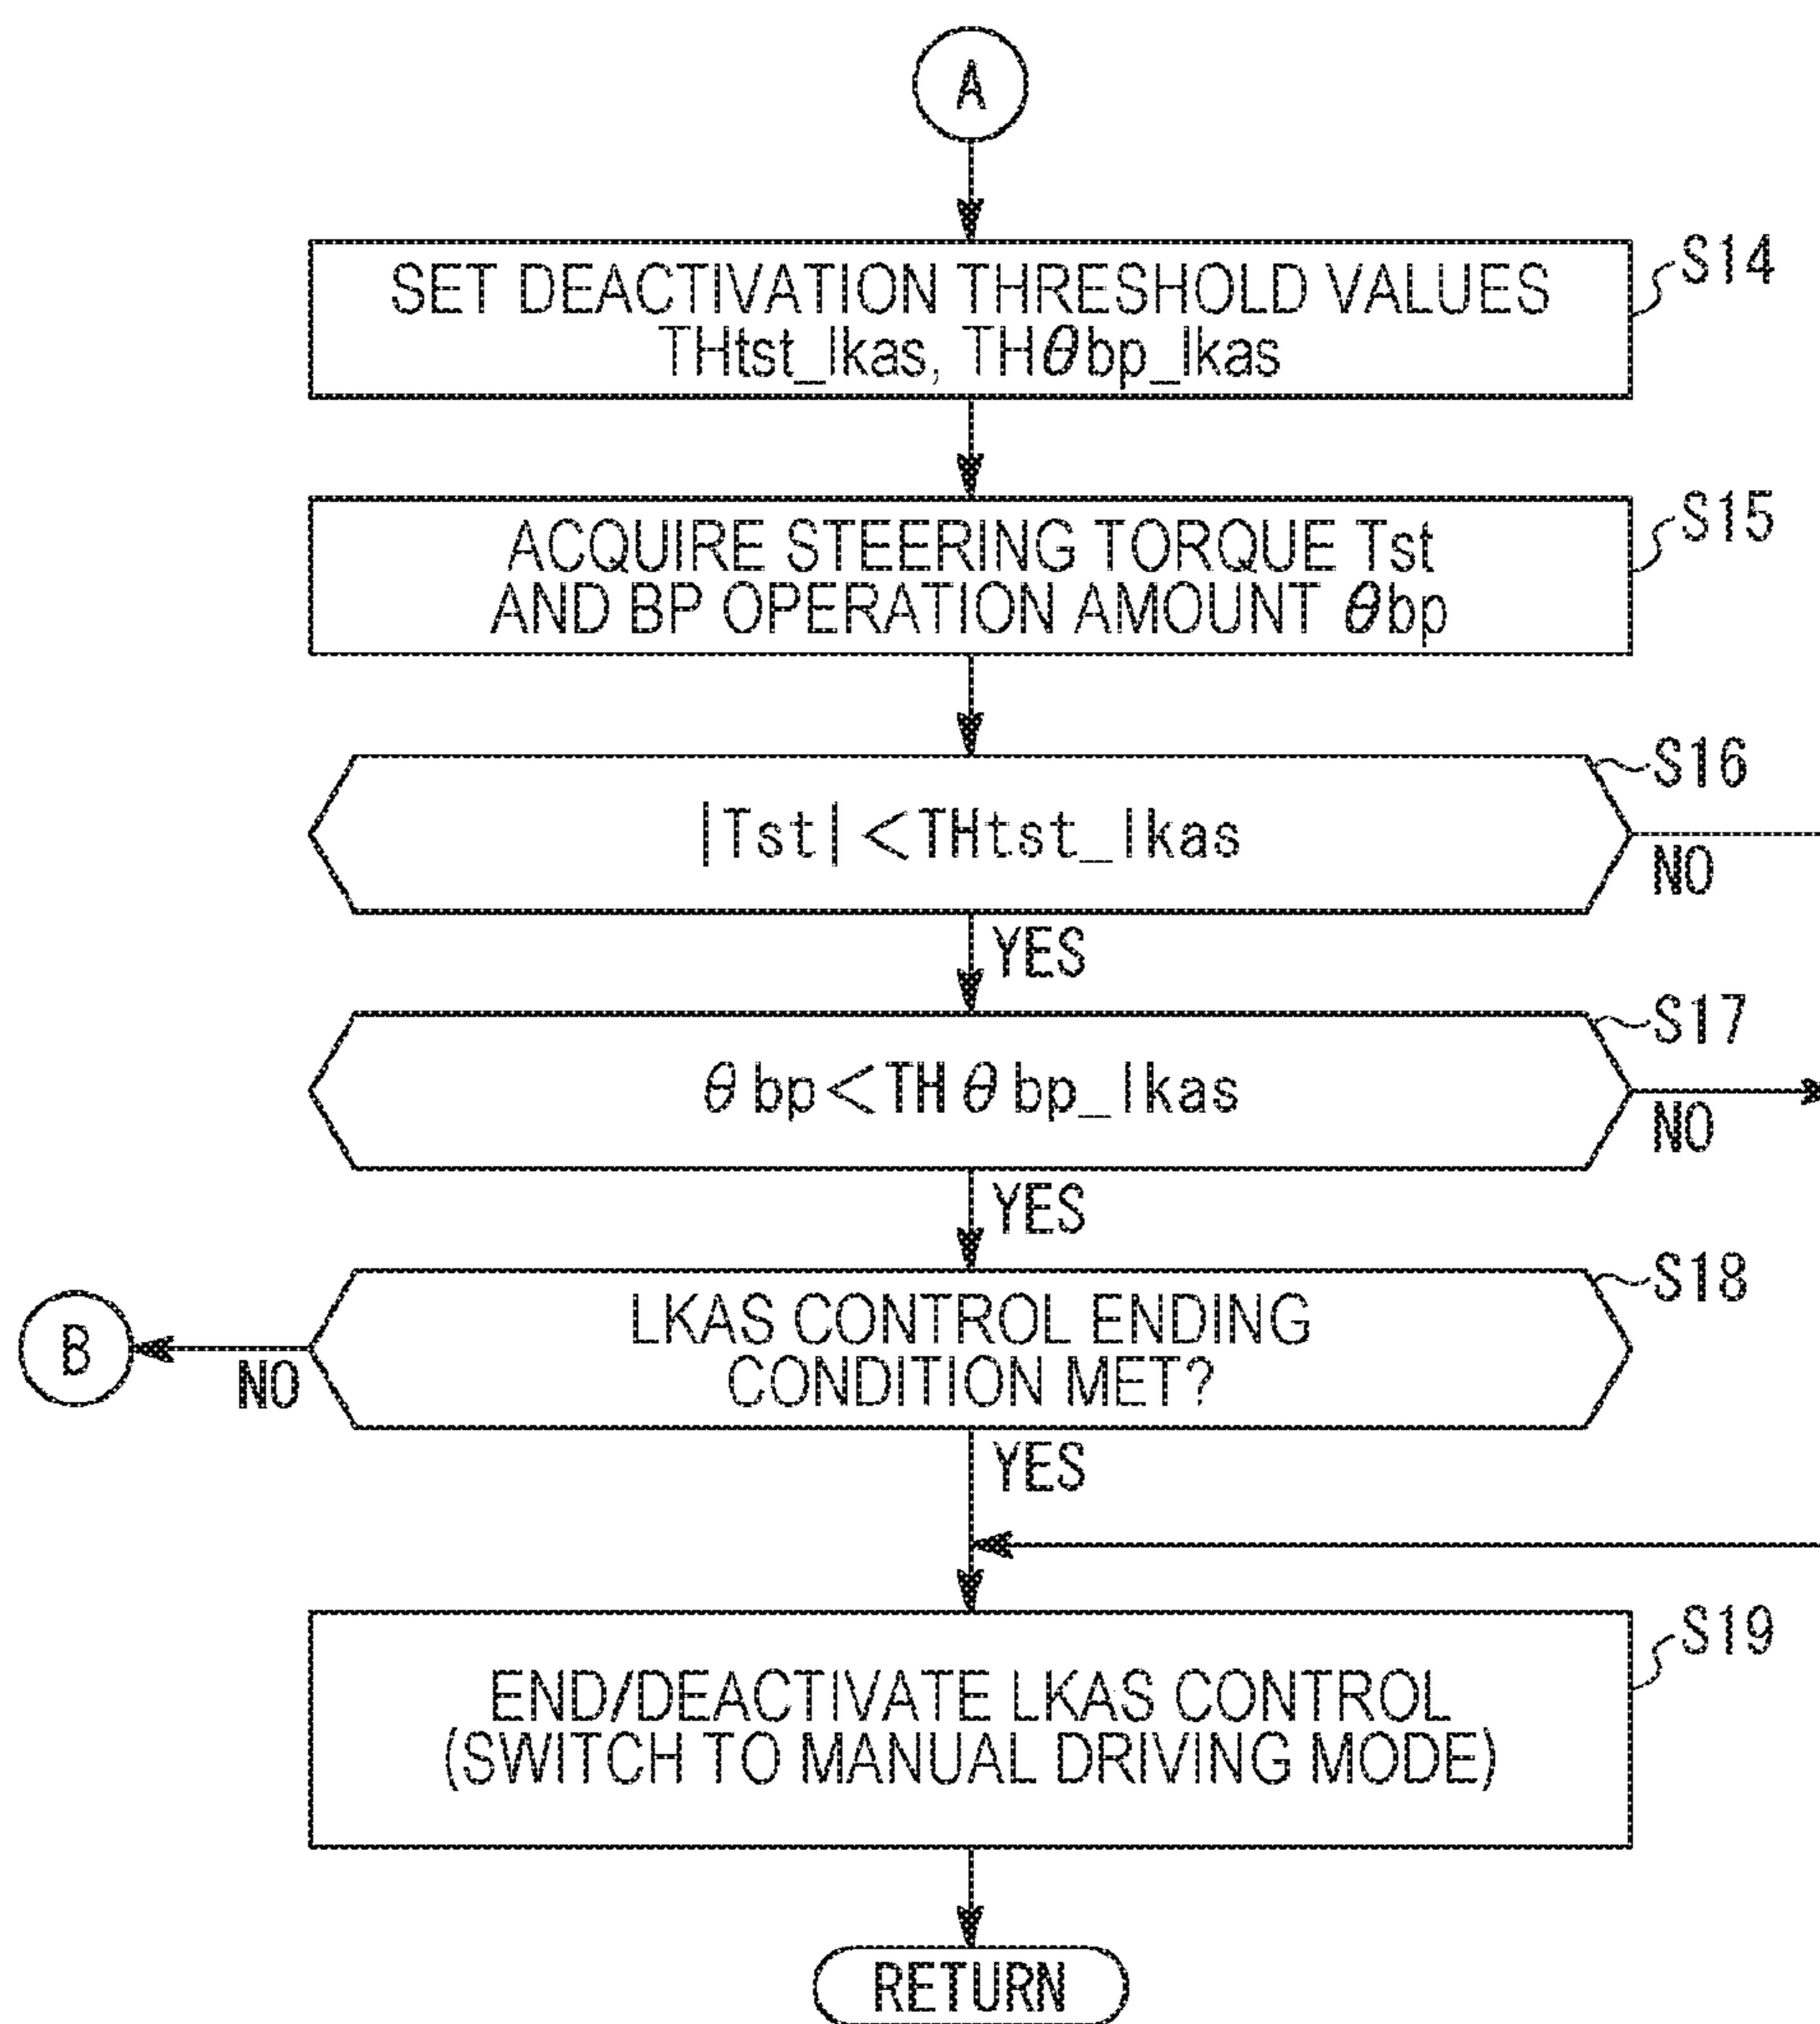 A
SET DEACTIVATION THRESHOLD VALUES
THtst_lkas, THθbp_lkas
S14
ACQUIRE STEERING TORQUE Tst
AND BP OPERATION AMOUNT θbp
S15
|Tst|<THtst_lkas
S16
NO
YES
θbp<THθbp_lkas
S17
NO
YES
LKAS CONTROL ENDING
CONDITION MET?
S18
B
NO
YES
END/DEACTIVATE LKAS CONTROL
(SWITCH TO MANUAL DRIVING MODE)
S19
RETURN